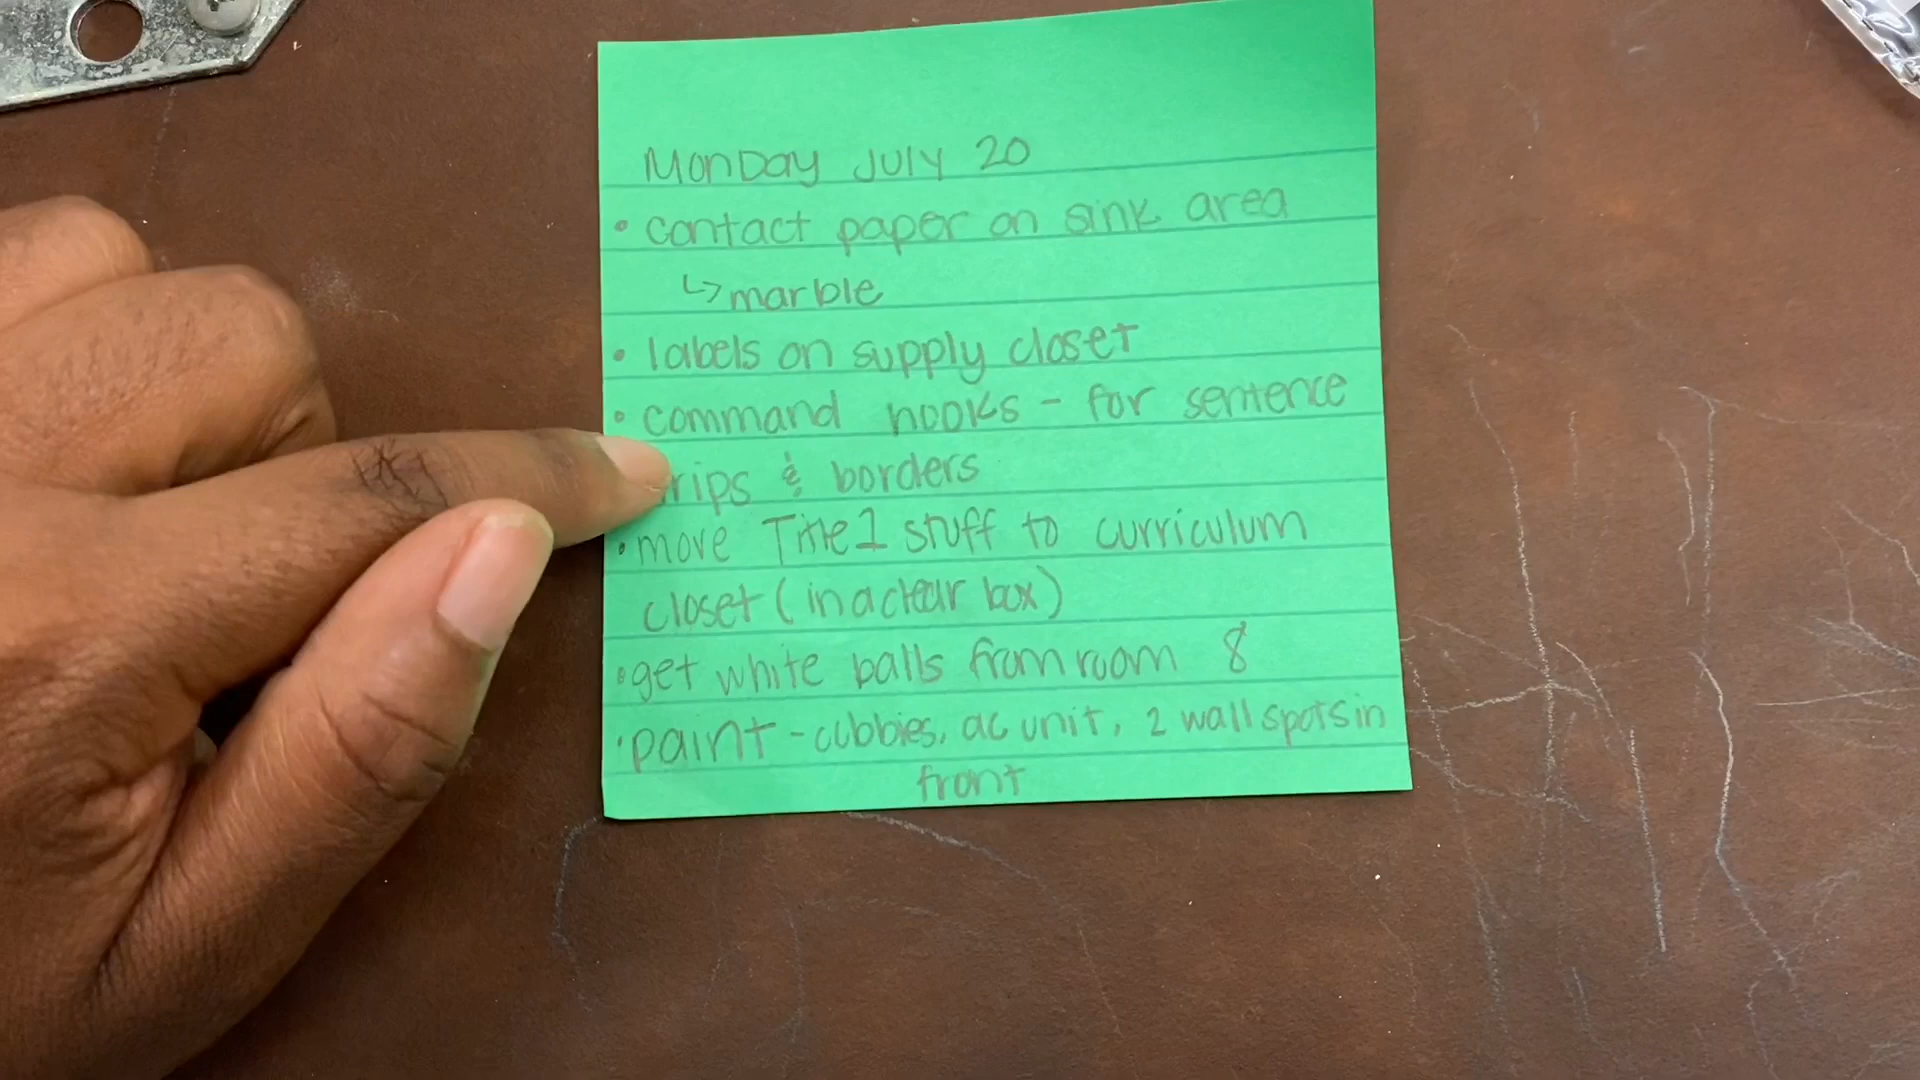 Monday July 20
• contact paper on sink area
↳ marble
• labels on supply closet
• command hooks - for sentence
rips & borders
• move Title 1 stuff to curriculum
closet (in a clear box)
• get white balls from room 8
• paint - cubbies, ac unit, 2 wall spots in
front